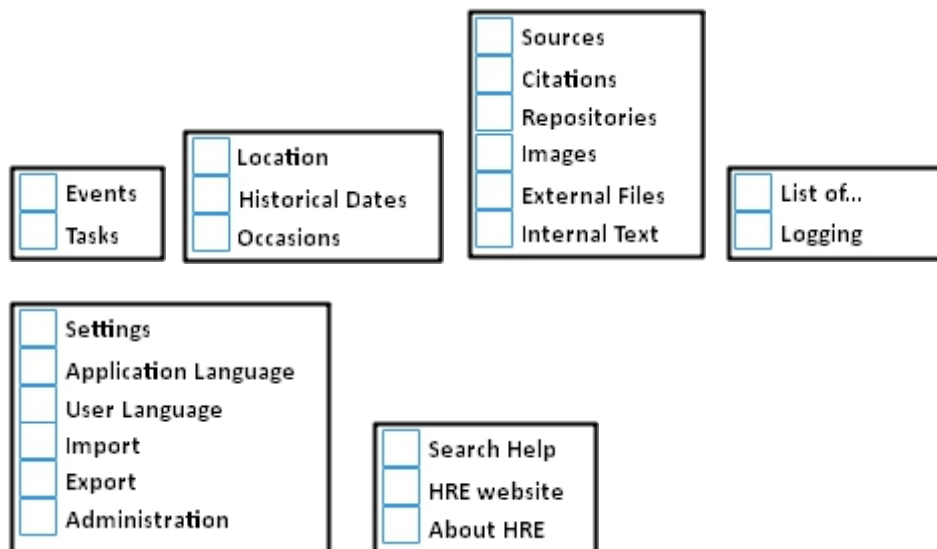 Events
Tasks
Location
Historical Dates
Occasions
Sources
Citations
Repositories
Images
External Files
Internal Text
List of...
Logging
Settings
Application Language
User Language
Import
Export
Administration
Search Help
HRE website
About HRE